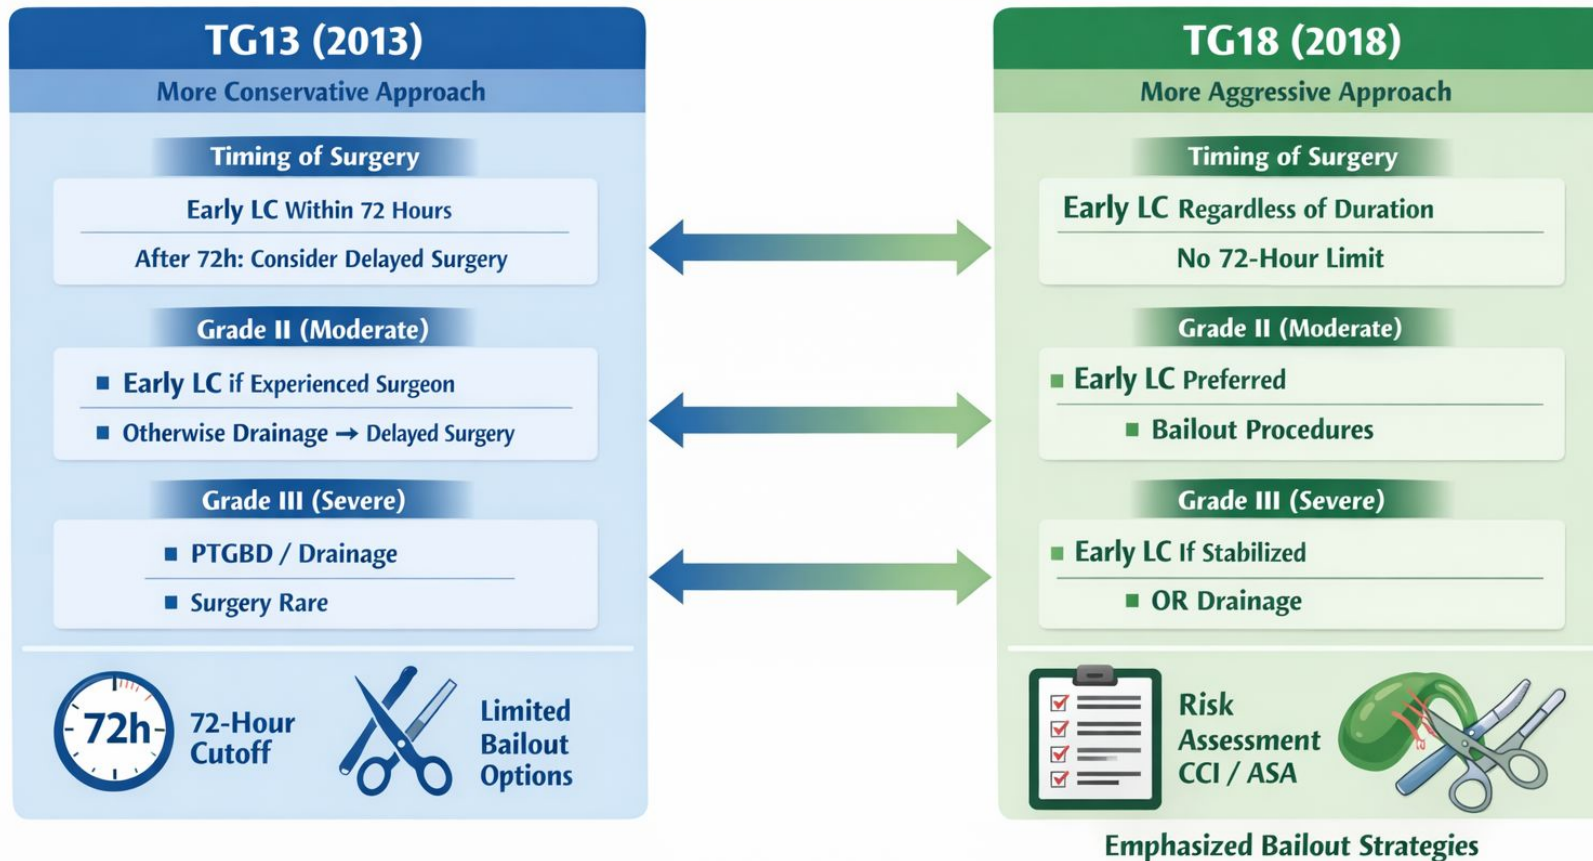 TG13 (2013)
More Conservative Approach
Timing of Surgery
Early LC Within 72 Hours
After 72h: Consider Delayed Surgery
Grade II (Moderate)
■ Early LC if Experienced Surgeon
■ Otherwise Drainage → Delayed Surgery
Grade III (Severe)
■ PTGBD / Drainage
■ Surgery Rare
72h
72-Hour
Cutoff
Limited
Bailout
Options
TG18 (2018)
More Aggressive Approach
Timing of Surgery
Early LC Regardless of Duration
No 72-Hour Limit
Grade II (Moderate)
■ Early LC Preferred
■ Bailout Procedures
Grade III (Severe)
■ Early LC If Stabilized
■ OR Drainage
Risk
Assessment
CCI / ASA
Emphasized Bailout Strategies